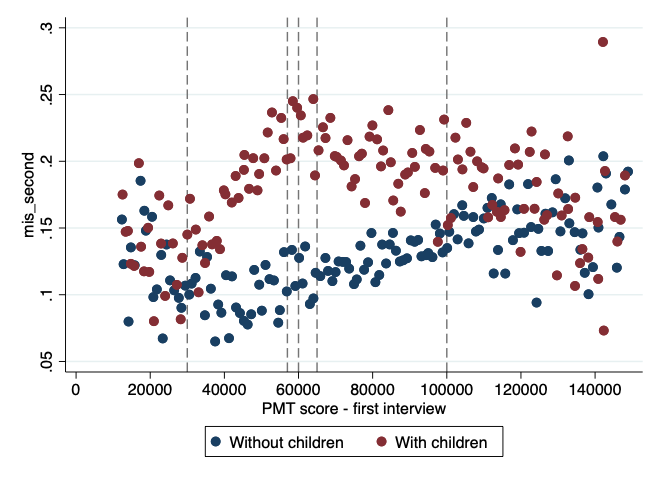 .3
.25
.2
.15
.1
.05
mis_second
0 20000 40000 60000 80000 100000 120000 140000
PMT score - first interview
Without children With children